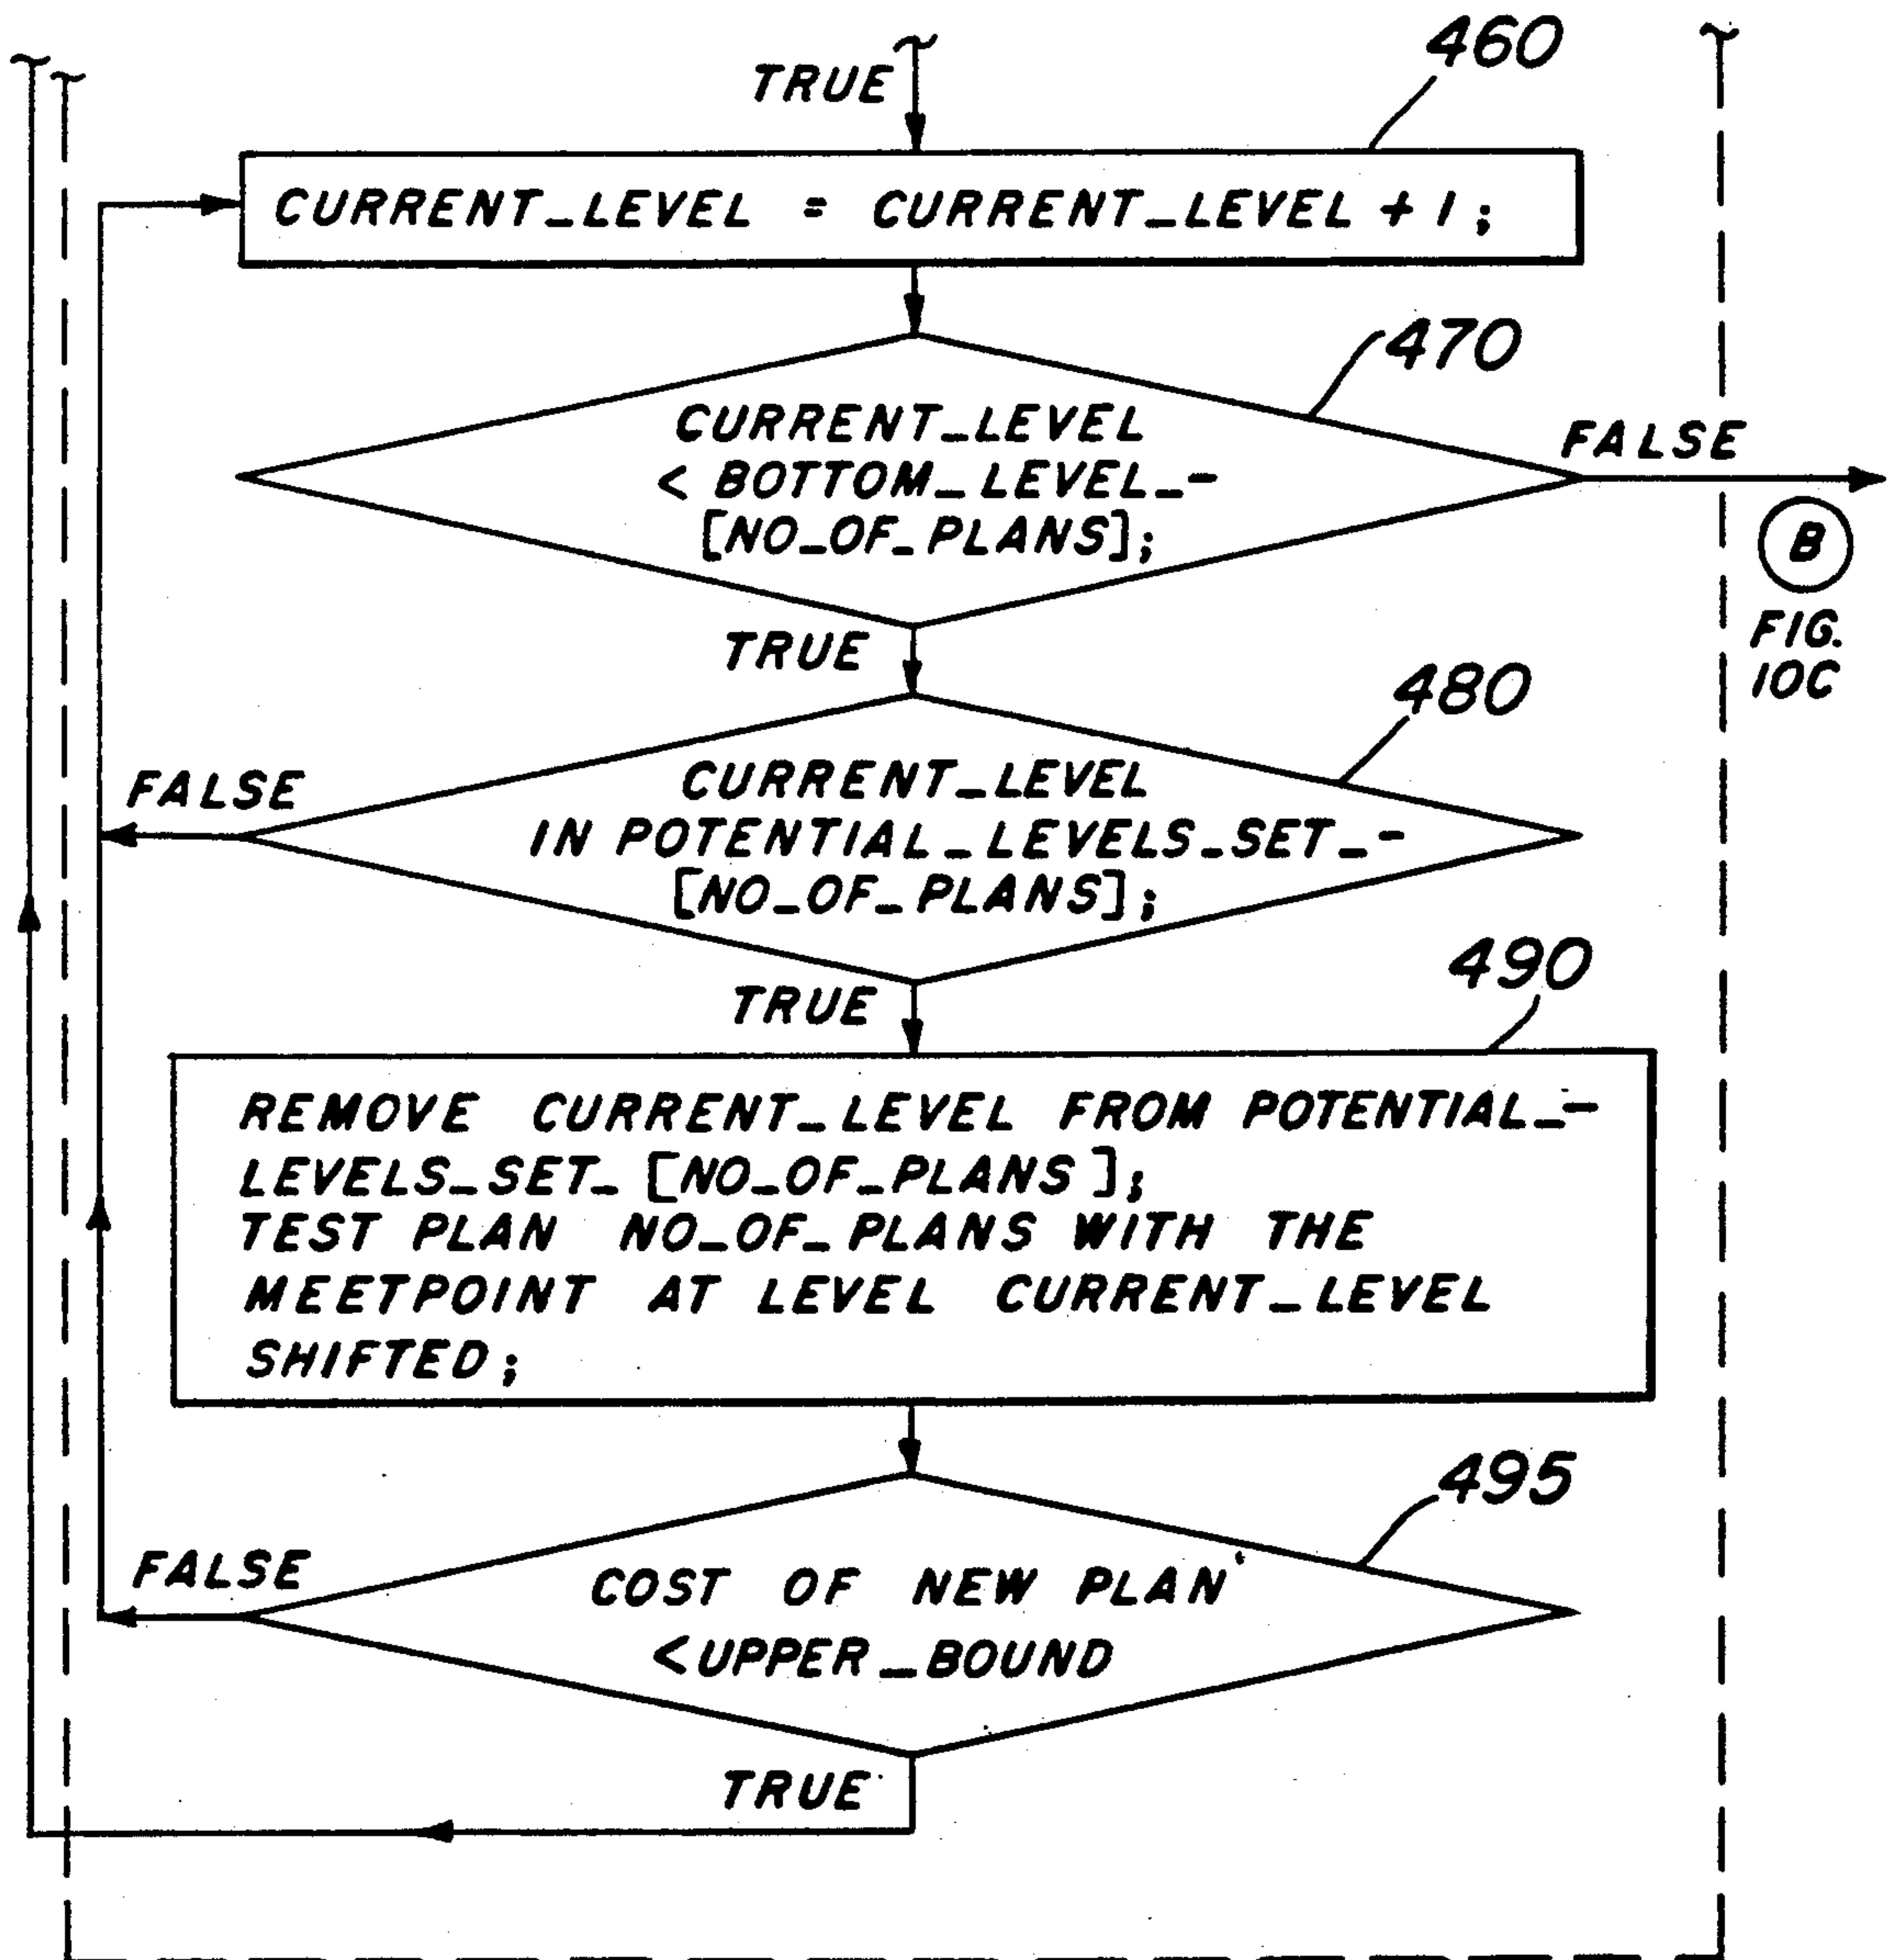 460
TRUE
CURRENT_LEVEL = CURRENT_LEVEL + 1;
470
CURRENT_LEVEL
< BOTTOM_LEVEL_-
[NO_OF_PLANS];
FALSE
B
FIG.
10C
TRUE
480
CURRENT_LEVEL
IN POTENTIAL_LEVELS_SET_-
[NO_OF_PLANS];
FALSE
TRUE
490
REMOVE CURRENT_LEVEL FROM POTENTIAL_-
LEVELS_SET_[NO_OF_PLANS];
TEST PLAN NO_OF_PLANS WITH THE
MEETPOINT AT LEVEL CURRENT_LEVEL
SHIFTED;
495
FALSE
COST OF NEW PLAN
<UPPER_BOUND
TRUE